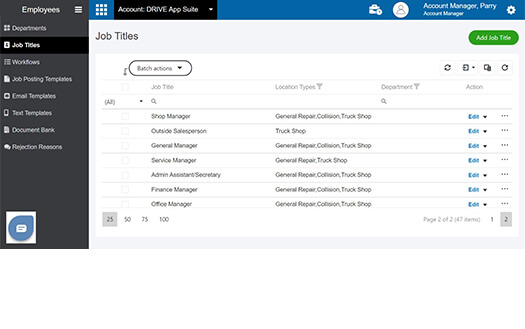 Employees
Account: DRIVE App Suite
Account Manager, Parry
Account Manager
Departments
Job Titles
Workflows
Job Posting Templates
Email Templates
Text Templates
Document Bank
Rejection Reasons
Job Titles
Add Job Title
Batch actions
Job Title Location Types Department Action
(All)
Shop Manager General Repair,Collision,Truck Shop Edit
Outside Salesperson Truck Shop Edit
General Manager General Repair,Collision,Truck Shop Edit
Service Manager General Repair,Truck Shop Edit
Admin Assistant/Secretary General Repair,Collision,Truck Shop Edit
Finance Manager General Repair,Collision,Truck Shop Edit
Office Manager General Repair,Collision,Truck Shop Edit
25 50 75 100 Page 2 of 2 (47 items) 1 2